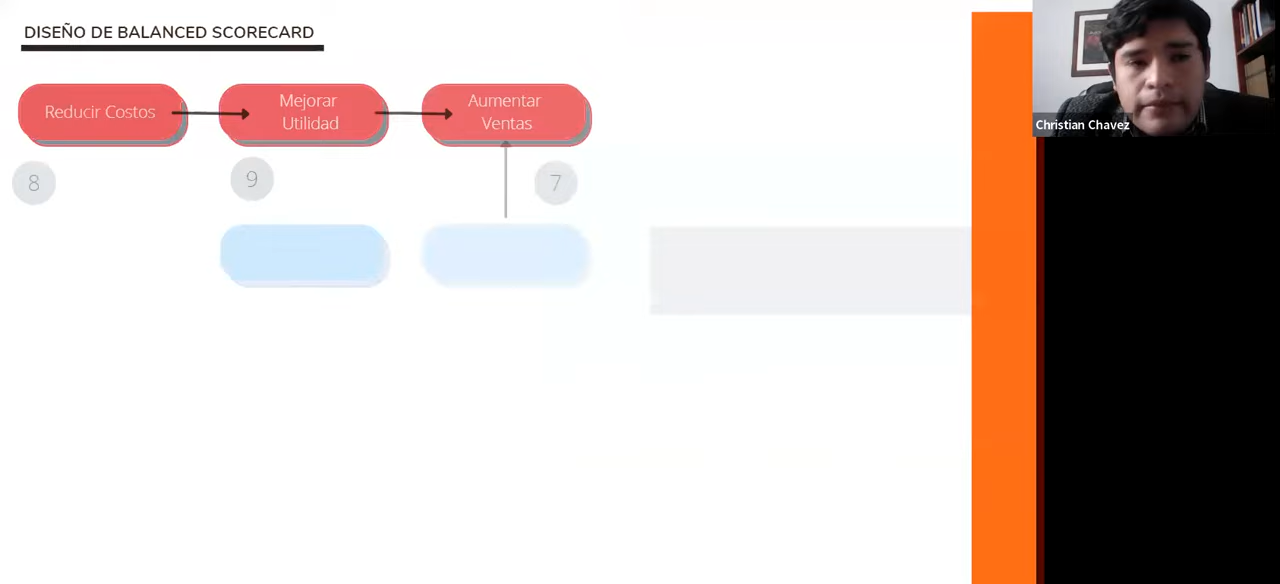 DISEÑO DE BALANCED SCORECARD
Reducir Costos
Mejorar
Utilidad
Aumentar
Ventas
8
9
7
Christian Chavez